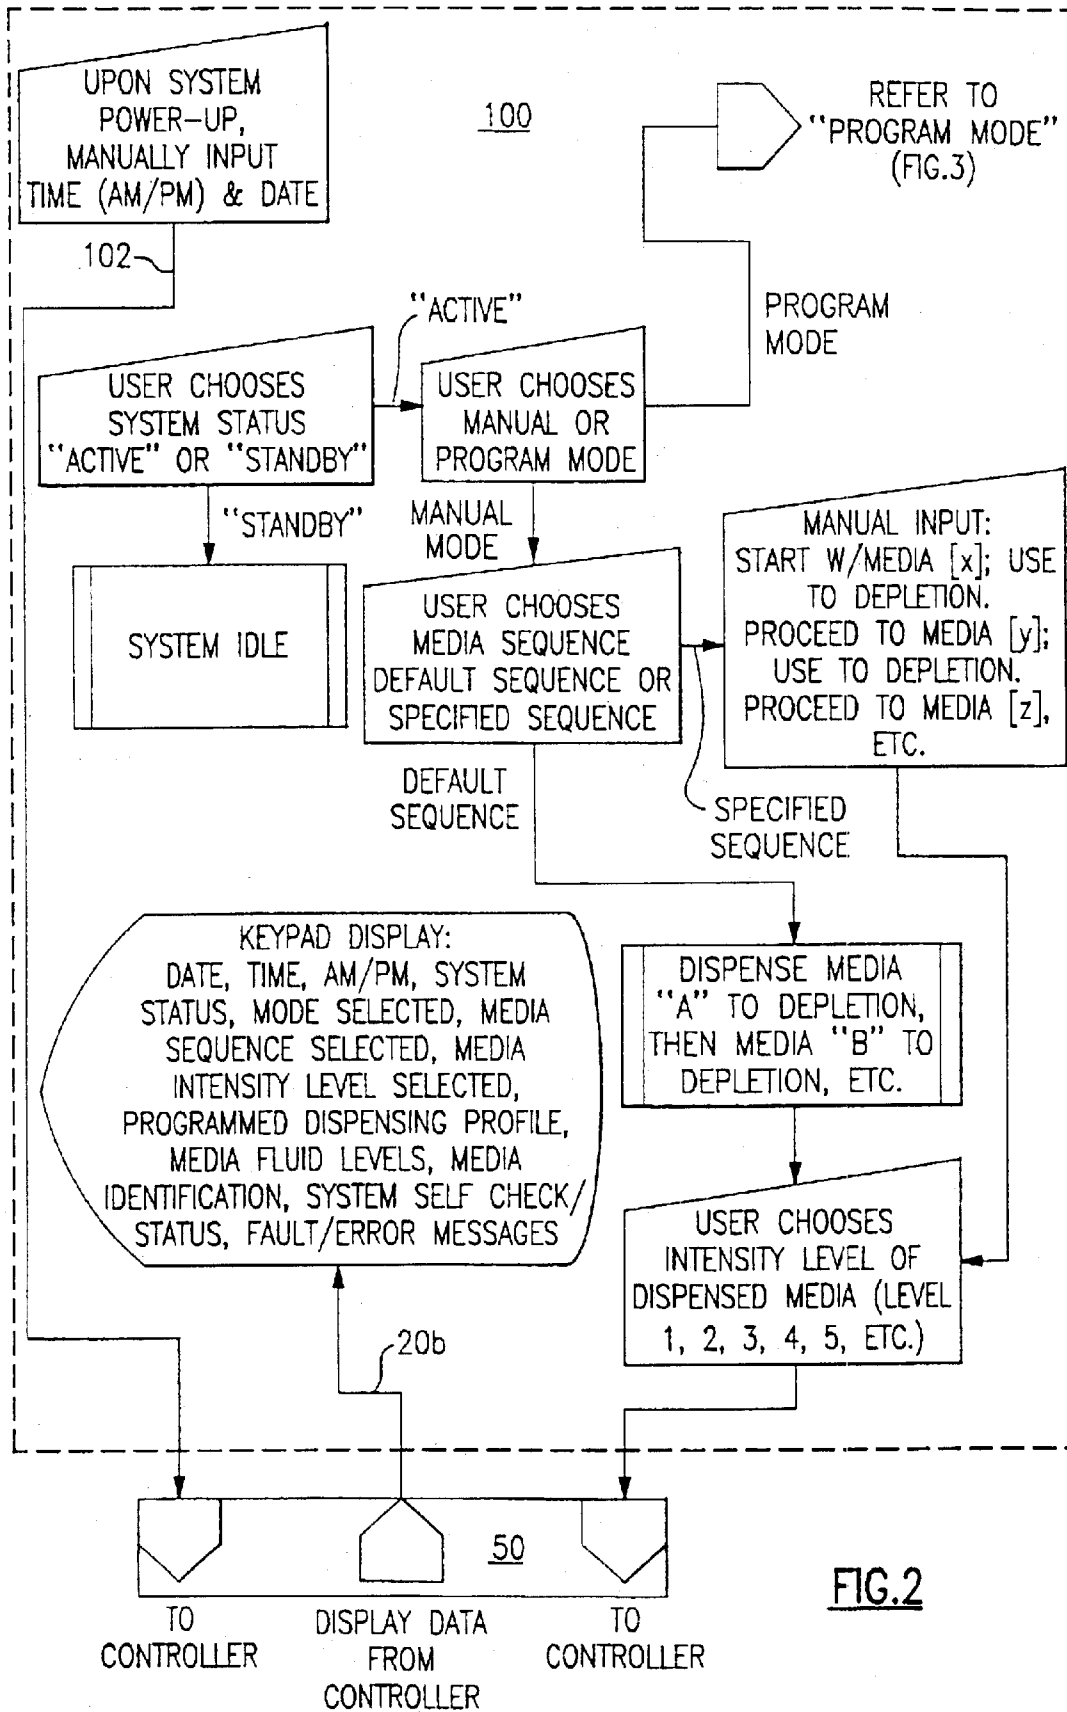 UPON SYSTEM
POWER-UP,
MANUALLY INPUT
TIME (AM/PM) & DATE
100
REFER TO
"PROGRAM MODE"
(FIG.3)
102
"ACTIVE"
PROGRAM
MODE
USER CHOOSES
SYSTEM STATUS
"ACTIVE" OR "STANDBY"
USER CHOOSES
MANUAL OR
PROGRAM MODE
"STANDBY"
MANUAL
MODE
SYSTEM IDLE
USER CHOOSES
MEDIA SEQUENCE
DEFAULT SEQUENCE OR
SPECIFIED SEQUENCE
MANUAL INPUT:
START W/MEDIA [x]; USE
TO DEPLETION.
PROCEED TO MEDIA [y];
USE TO DEPLETION.
PROCEED TO MEDIA [z],
ETC.
DEFAULT
SEQUENCE
SPECIFIED
SEQUENCE
KEYPAD DISPLAY:
DATE, TIME, AM/PM, SYSTEM
STATUS, MODE SELECTED, MEDIA
SEQUENCE SELECTED, MEDIA
INTENSITY LEVEL SELECTED,
PROGRAMMED DISPENSING PROFILE,
MEDIA FLUID LEVELS, MEDIA
IDENTIFICATION, SYSTEM SELF CHECK/
STATUS, FAULT/ERROR MESSAGES
DISPENSE MEDIA
"A" TO DEPLETION,
THEN MEDIA "B" TO
DEPLETION, ETC.
USER CHOOSES
INTENSITY LEVEL OF
DISPENSED MEDIA (LEVEL
1, 2, 3, 4, 5, ETC.)
20b
50
TO
CONTROLLER
DISPLAY DATA
FROM
CONTROLLER
TO
CONTROLLER
FIG.2